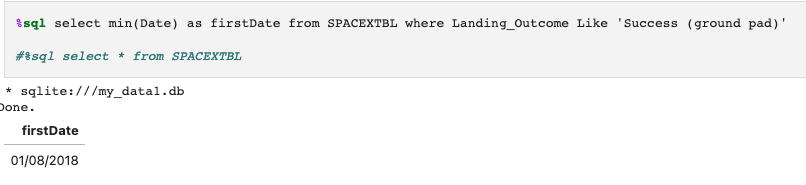 %sql select min(Date) as firstDate from SPACEXTBL where Landing_Outcome Like 'Success (ground pad)'
#%sql select * from SPACEXTBL
* sqlite:///my_data1.db
Done.
firstDate
01/08/2018